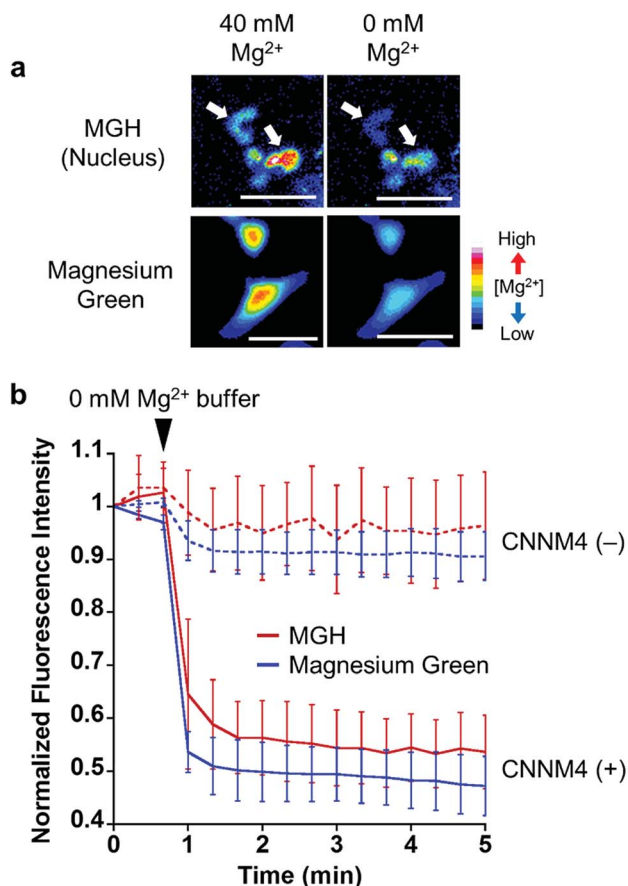 40 mM
Mg²⁺
0 mM
Mg²⁺
a
MGH
(Nucleus)
Magnesium
Green
High
[Mg²⁺]
Low
b
0 mM Mg²⁺ buffer
Normalized Fluorescence Intensity
1.1
1
0.9
0.8
0.7
0.6
0.5
0.4
CNNM4 (–)
MGH
Magnesium Green
CNNM4 (+)
0 1 2 3 4 5
Time (min)